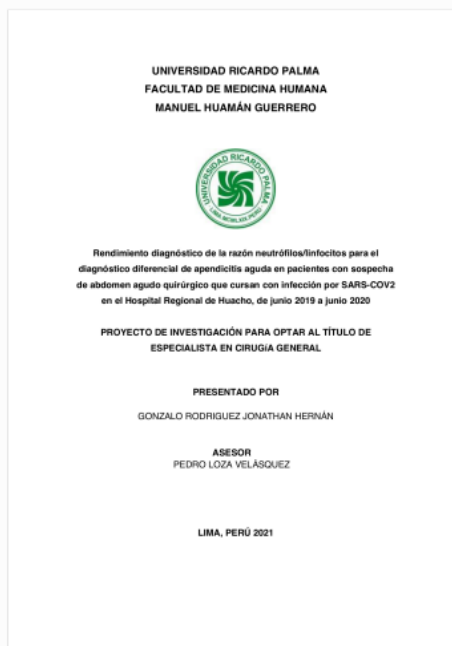 UNIVERSIDAD RICARDO PALMA
FACULTAD DE MEDICINA HUMANA
MANUEL HUAMÁN GUERRERO
UNIVERSIDAD RICARDO PALMA
LIMA, MCMLXIX, PERÚ
Rendimiento diagnóstico de la razón neutrófilos/linfocitos para el
diagnóstico diferencial de apendicitis aguda en pacientes con sospecha
de abdomen agudo quirúrgico que cursan con infección por SARS-COV2
en el Hospital Regional de Huacho, de junio 2019 a junio 2020
PROYECTO DE INVESTIGACIÓN PARA OPTAR AL TÍTULO DE
ESPECIALISTA EN CIRUGíA GENERAL
PRESENTADO POR
GONZALO RODRIGUEZ JONATHAN HERNÁN
ASESOR
PEDRO LOZA VELÁSQUEZ
LIMA, PERÚ 2021